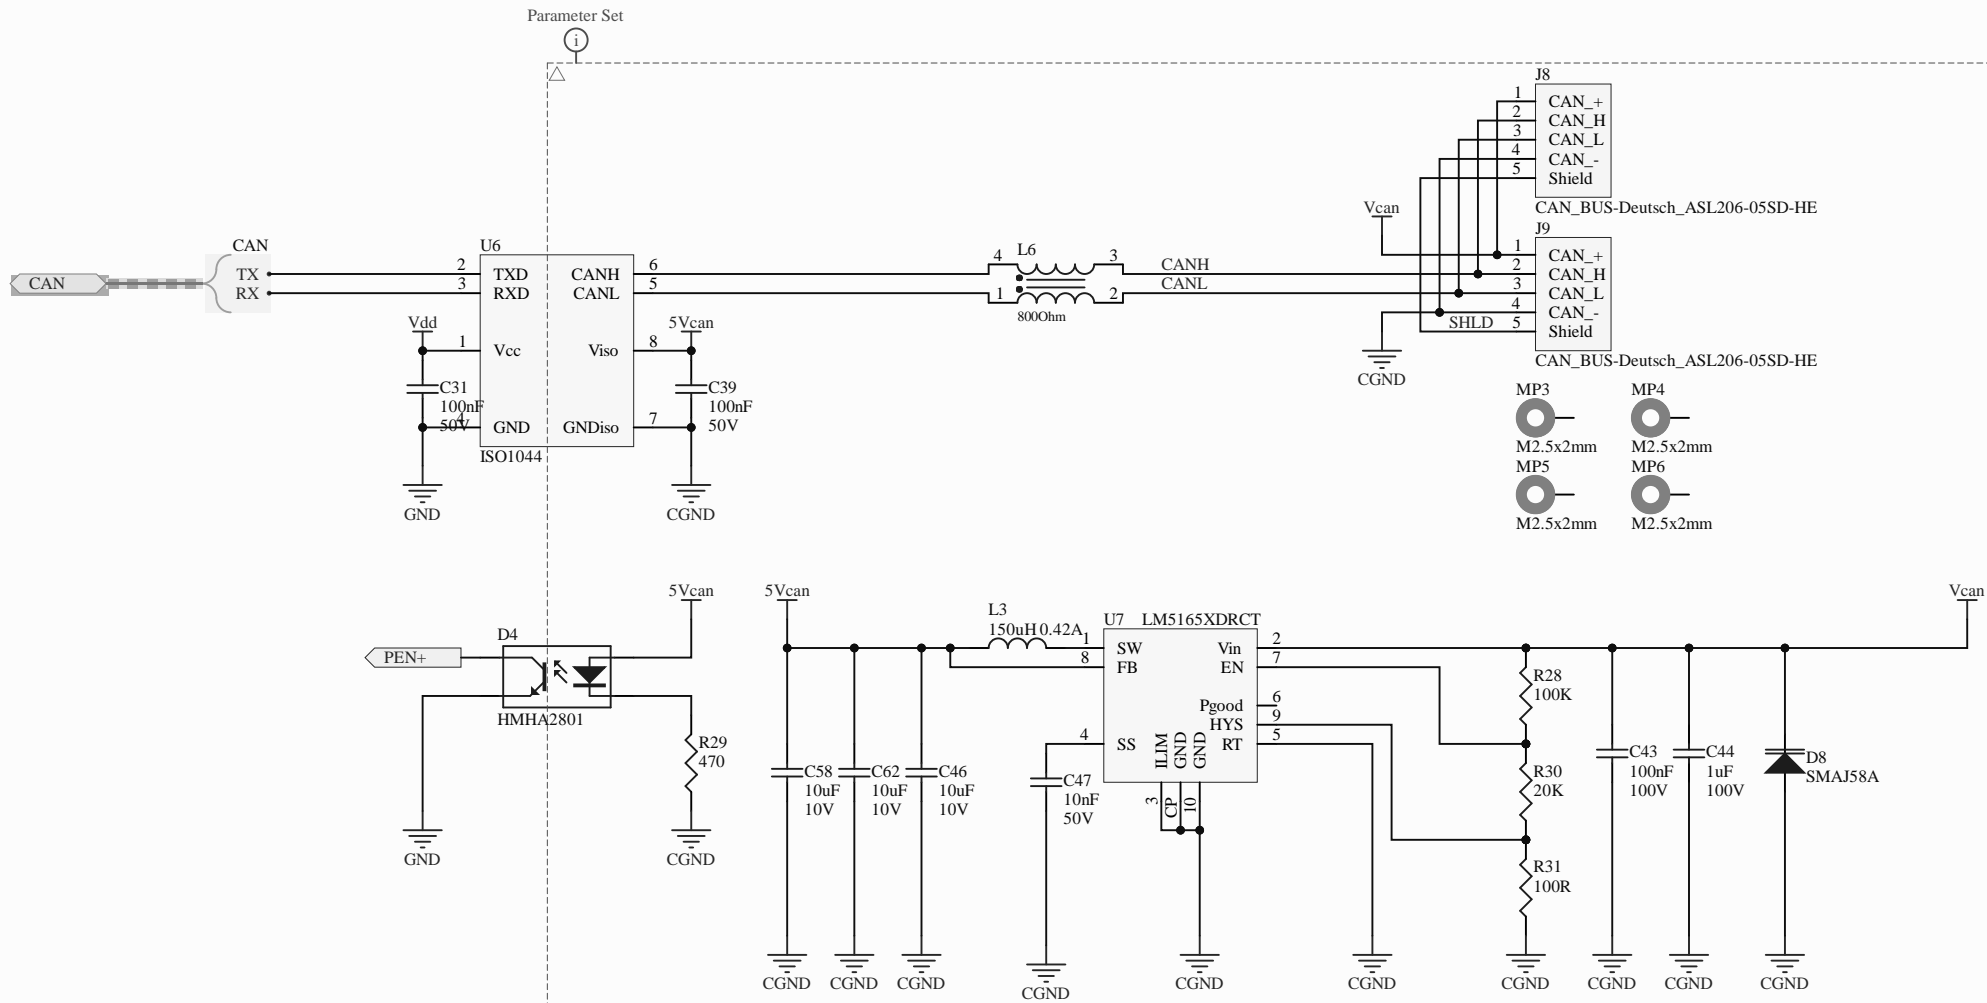 Parameter Set
i
J8
1 CAN_+
2 CAN_H
3 CAN_L
4 CAN_-
5 Shield
CAN_BUS-Deutsch_ASL206-05SD-HE
Vcan
J9
1 CAN_+
2 CAN_H
3 CAN_L
4 CAN_-
SHLD 5 Shield
CAN_BUS-Deutsch_ASL206-05SD-HE
CGND
CAN
CAN
TX
RX
U6
2 TXD CANH 6
3 RXD CANL 5
Vdd
1 Vcc Viso 8
5Vcan
C31
100nF
50V
4 GND GNDiso 7
ISO1044
C39
100nF
50V
GND
CGND
4 L6 3
1 2
800Ohm
CANH
CANL
MP3
M2.5x2mm
MP4
M2.5x2mm
MP5
M2.5x2mm
MP6
M2.5x2mm
5Vcan
D4
PEN+
HMHA2801
R29
470
GND
CGND
5Vcan
L3
150uH 0.42A
U7 LM5165XDRCT
1 SW Vin 2
8 FB EN 7
Pgood 6
HYS 9
4 SS RT 5
ILIM
GND
GND
3
CP
10
Vcan
R28
100K
R30
20K
R31
100R
C58
10uF
10V
C62
10uF
10V
C46
10uF
10V
C47
10nF
50V
C43
100nF
100V
C44
1uF
100V
D8
SMAJ58A
CGND
CGND
CGND
CGND
CGND
CGND
CGND
CGND
CGND
CGND